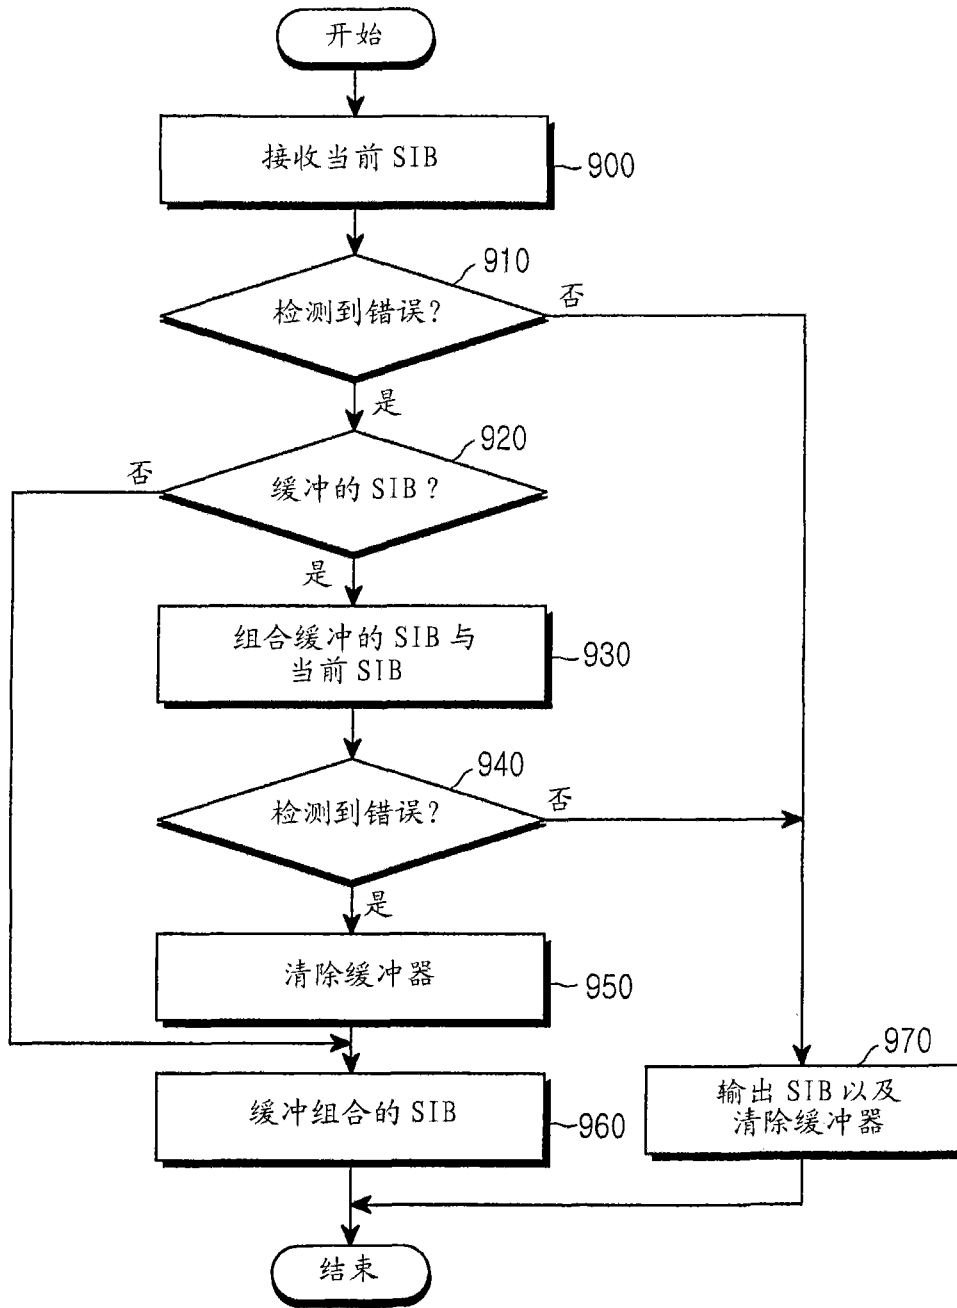 开始
接收当前 SIB
900
910
检测到错误?
否
是
920
否
缓冲的 SIB?
是
组合缓冲的 SIB 与
当前 SIB
930
940
检测到错误?
否
是
清除缓冲器
950
970
输出 SIB 以及
清除缓冲器
缓冲组合的 SIB
960
结束